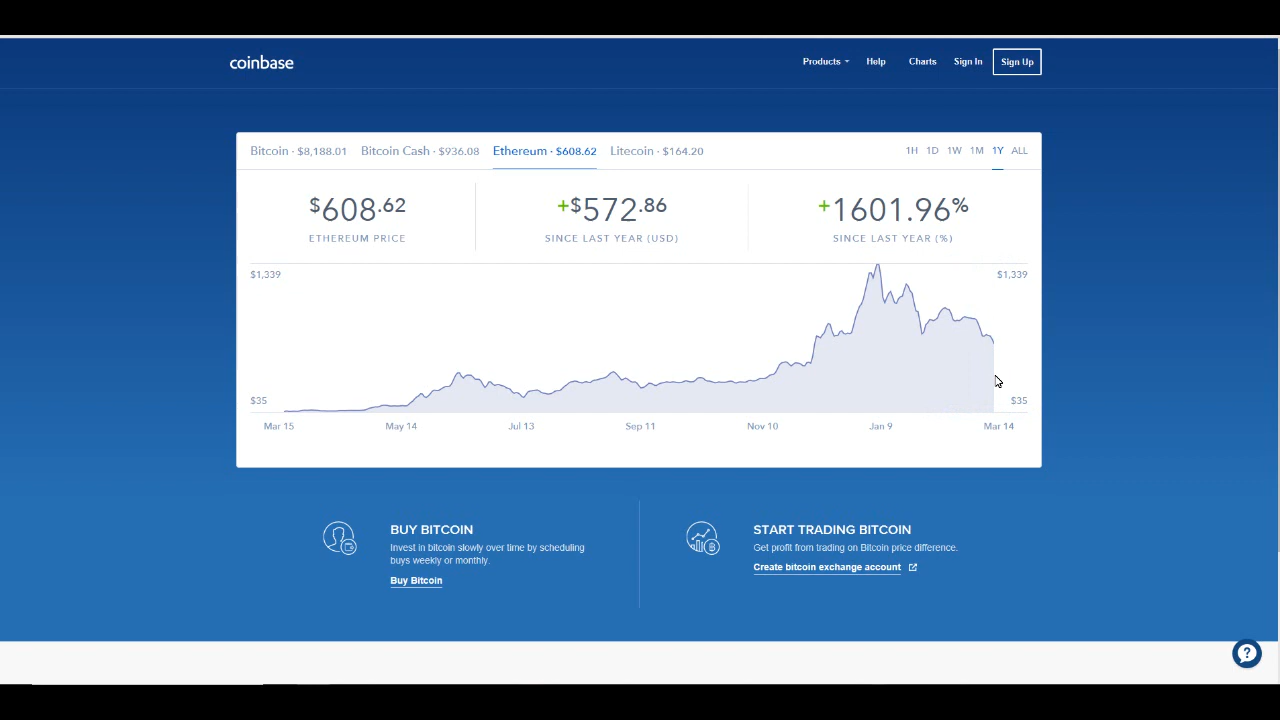 coinbase
Products Help Charts Sign In Sign Up
Bitcoin · $8,188.01 Bitcoin Cash · $936.08 Ethereum · $608.62 Litecoin · $164.20 1H 1D 1W 1M 1Y ALL
$608.62 +$572.86 +1601.96%
ETHEREUM PRICE SINCE LAST YEAR (USD) SINCE LAST YEAR (%)
$1,339 $1,339
$35 $35
Mar 15 May 14 Jul 13 Sep 11 Nov 10 Jan 9 Mar 14
BUY BITCOIN
Invest in bitcoin slowly over time by scheduling
buys weekly or monthly.
Buy Bitcoin
START TRADING BITCOIN
Get profit from trading on Bitcoin price difference.
Create bitcoin exchange account
?